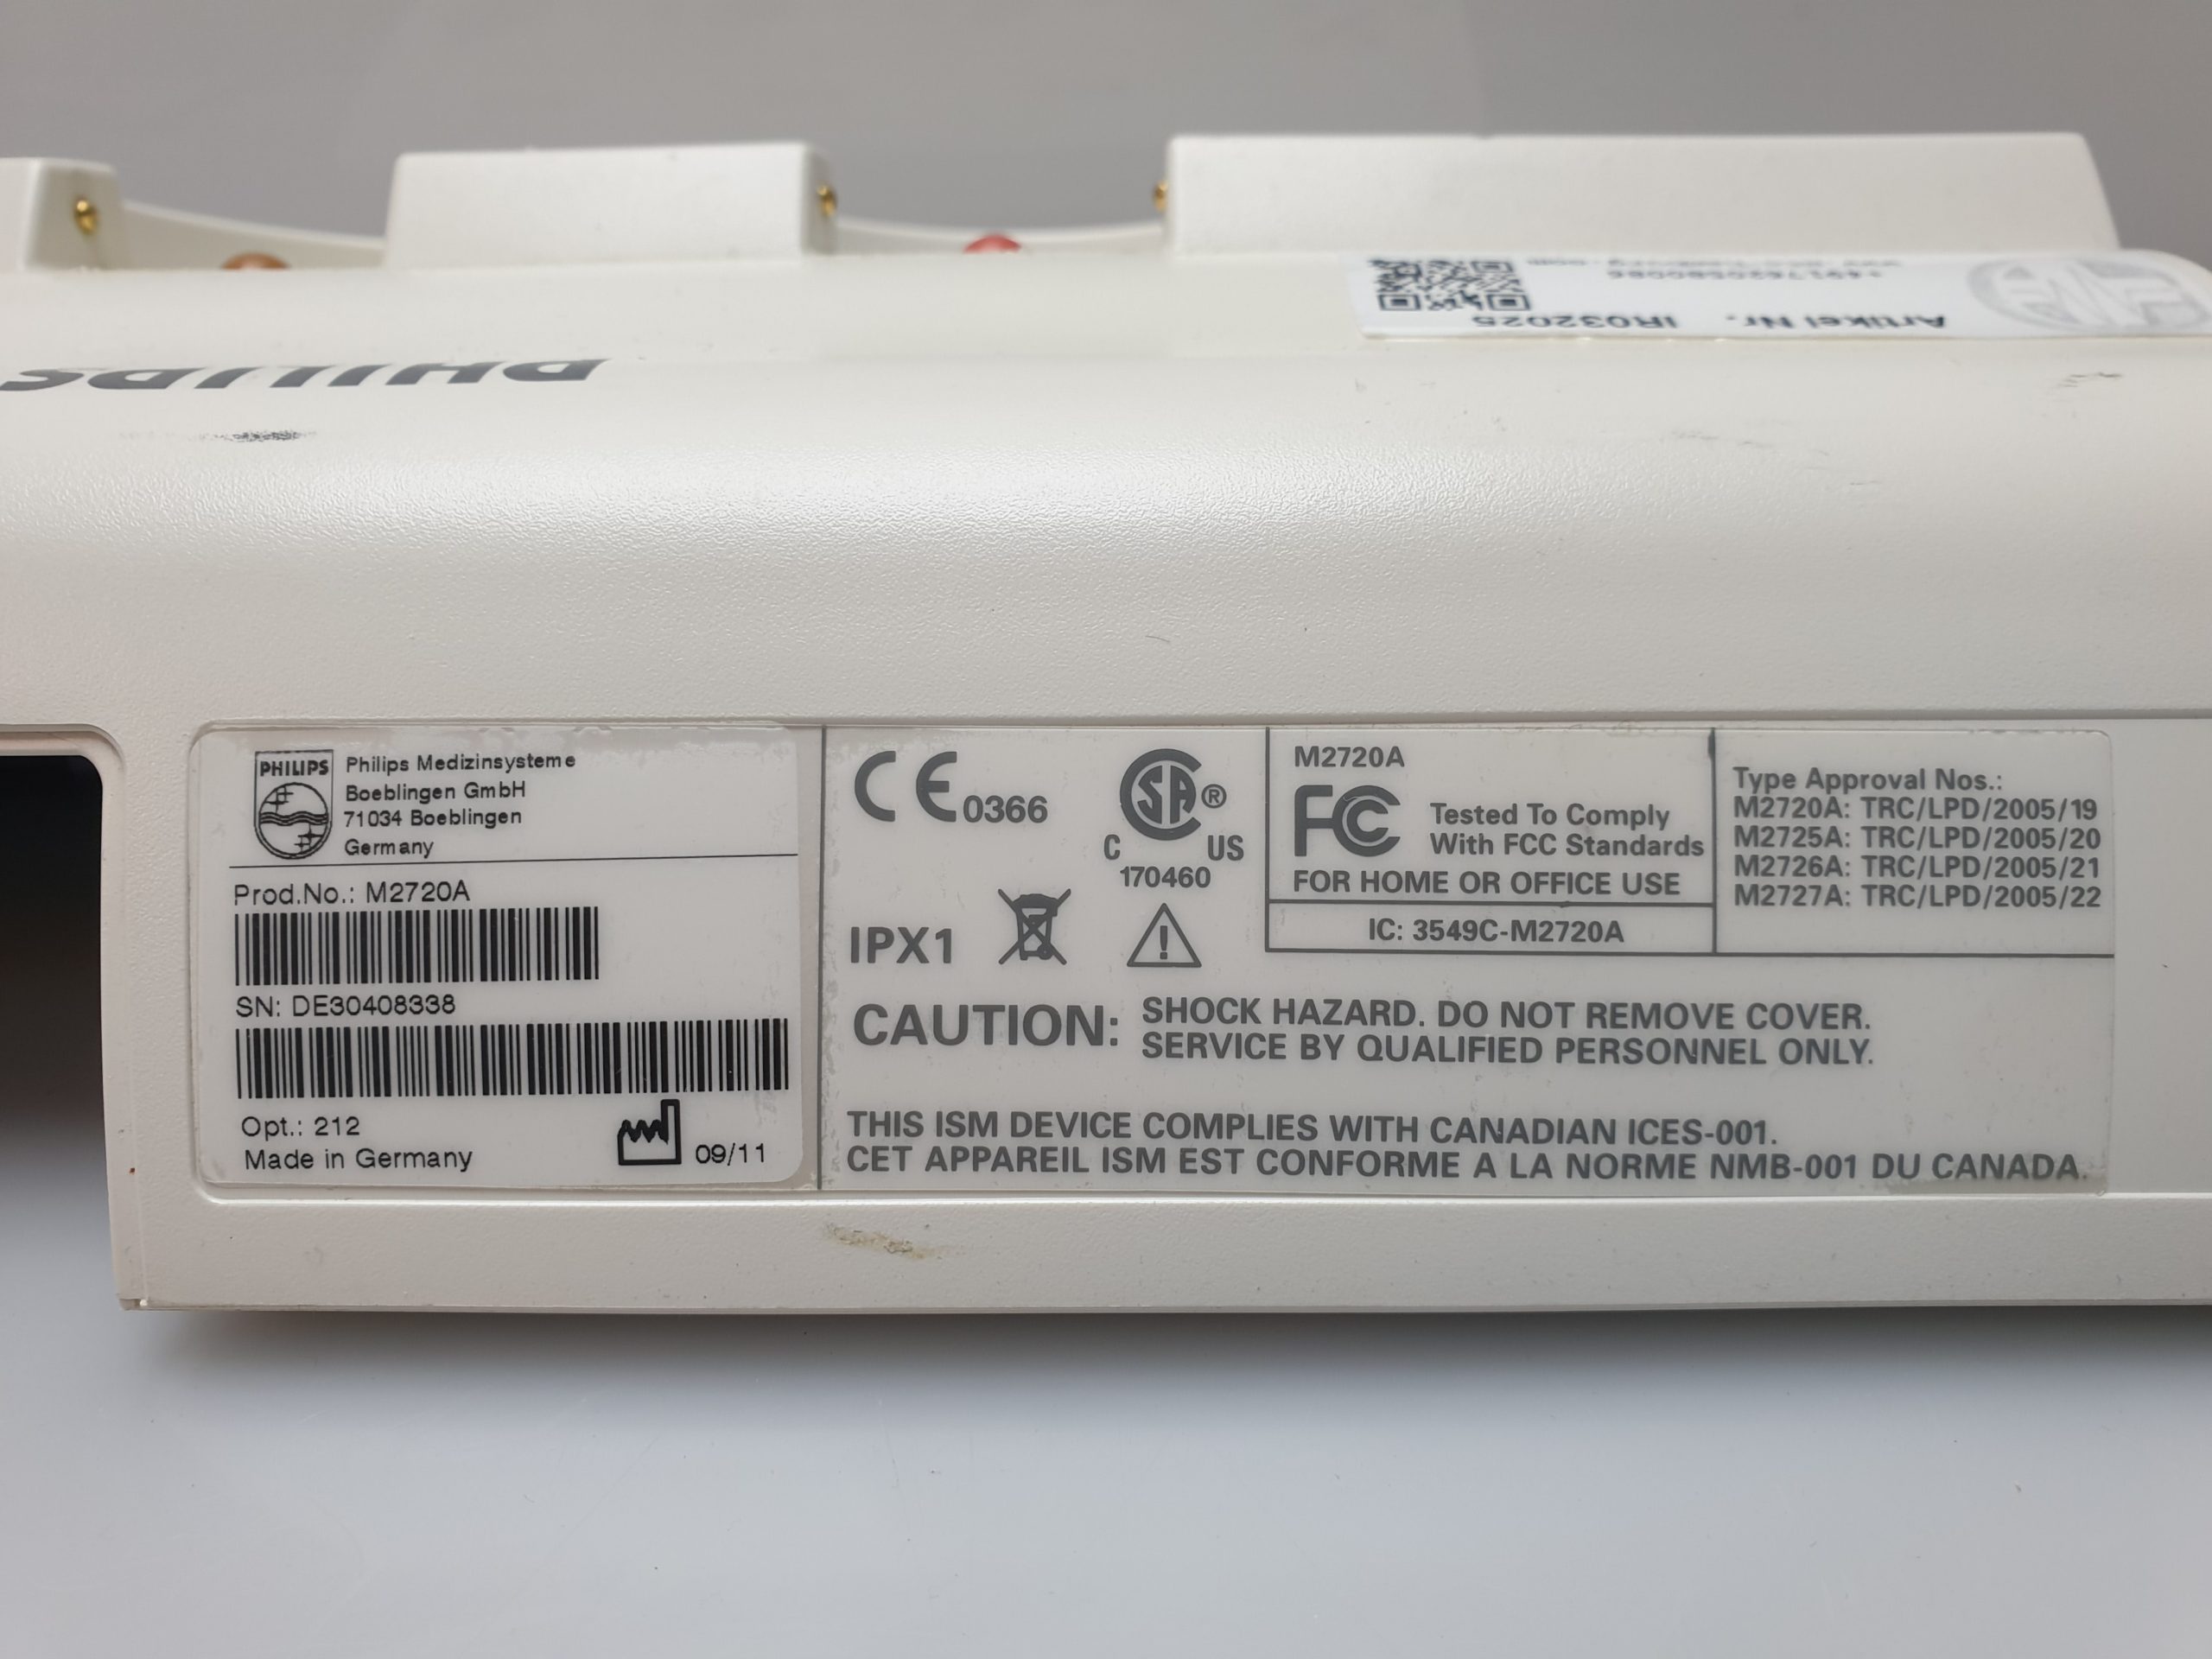 Artikel Nr. IR032025
PHILIPS
PHILIPS
Philips Medizinsysteme
Boeblingen GmbH
71034 Boeblingen
Germany
Prod.No.: M2720A
SN: DE30408338
Opt.: 212
Made in Germany
09/11
CE 0366
SA ®
C US
170460
IPX1
M2720A
FC
Tested To Comply
With FCC Standards
FOR HOME OR OFFICE USE
IC: 3549C-M2720A
Type Approval Nos.:
M2720A: TRC/LPD/2005/19
M2725A: TRC/LPD/2005/20
M2726A: TRC/LPD/2005/21
M2727A: TRC/LPD/2005/22
CAUTION: SHOCK HAZARD. DO NOT REMOVE COVER.
SERVICE BY QUALIFIED PERSONNEL ONLY.
THIS ISM DEVICE COMPLIES WITH CANADIAN ICES-001.
CET APPAREIL ISM EST CONFORME A LA NORME NMB-001 DU CANADA.